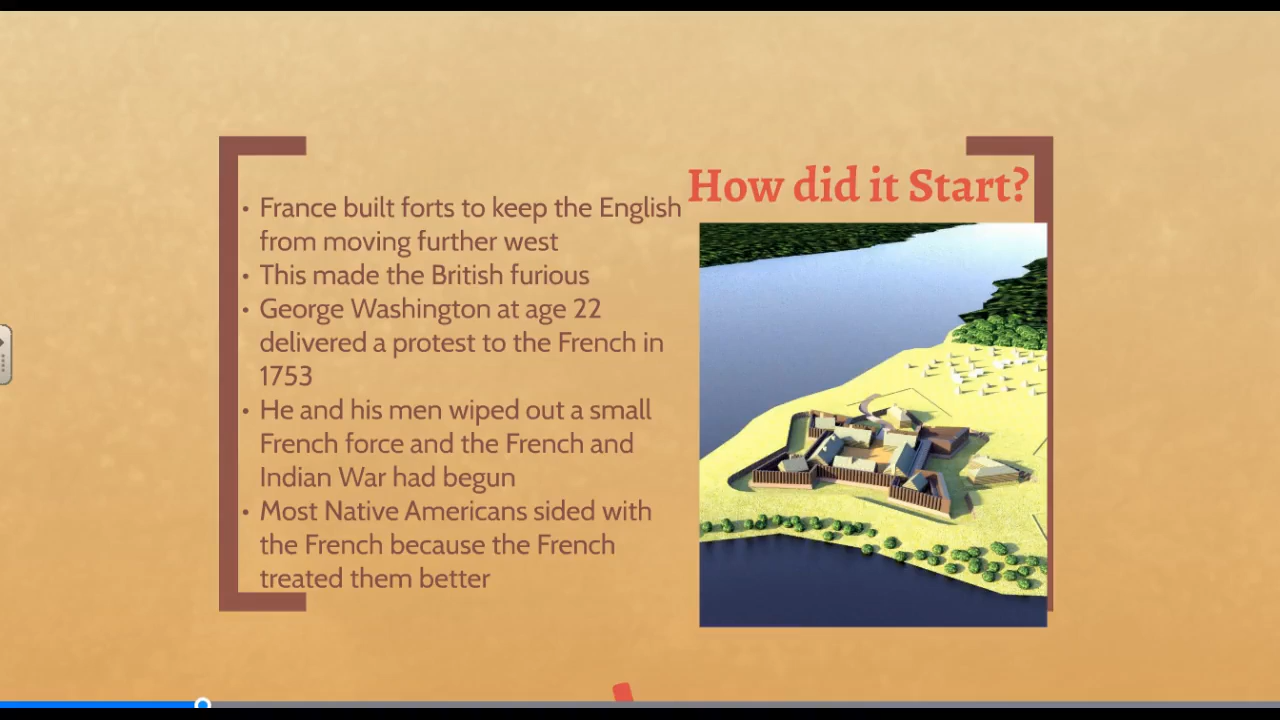 How did it Start?
• France built forts to keep the English
from moving further west
• This made the British furious
• George Washington at age 22
delivered a protest to the French in
1753
• He and his men wiped out a small
French force and the French and
Indian War had begun
• Most Native Americans sided with
the French because the French
treated them better